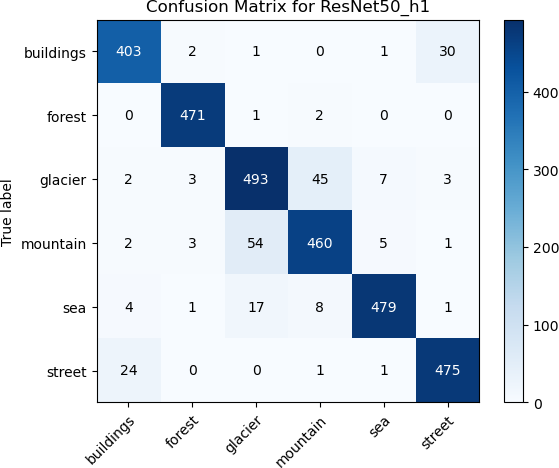 Confusion Matrix for ResNet50_h1
True label
buildings 403 2 1 0 1 30
forest 0 471 1 2 0 0
glacier 2 3 493 45 7 3
mountain 2 3 54 460 5 1
sea 4 1 17 8 479 1
street 24 0 0 1 1 475
buildings forest glacier mountain sea street
400
300
200
100
0